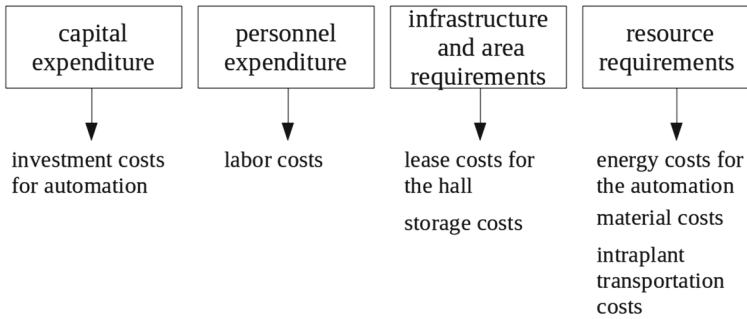 capital
expenditure
personnel
expenditure
infrastructure
and area
requirements
resource
requirements
investment costs
for automation
labor costs
lease costs for
the hall
storage costs
energy costs for
the automation
material costs
intraplant
transportation
costs